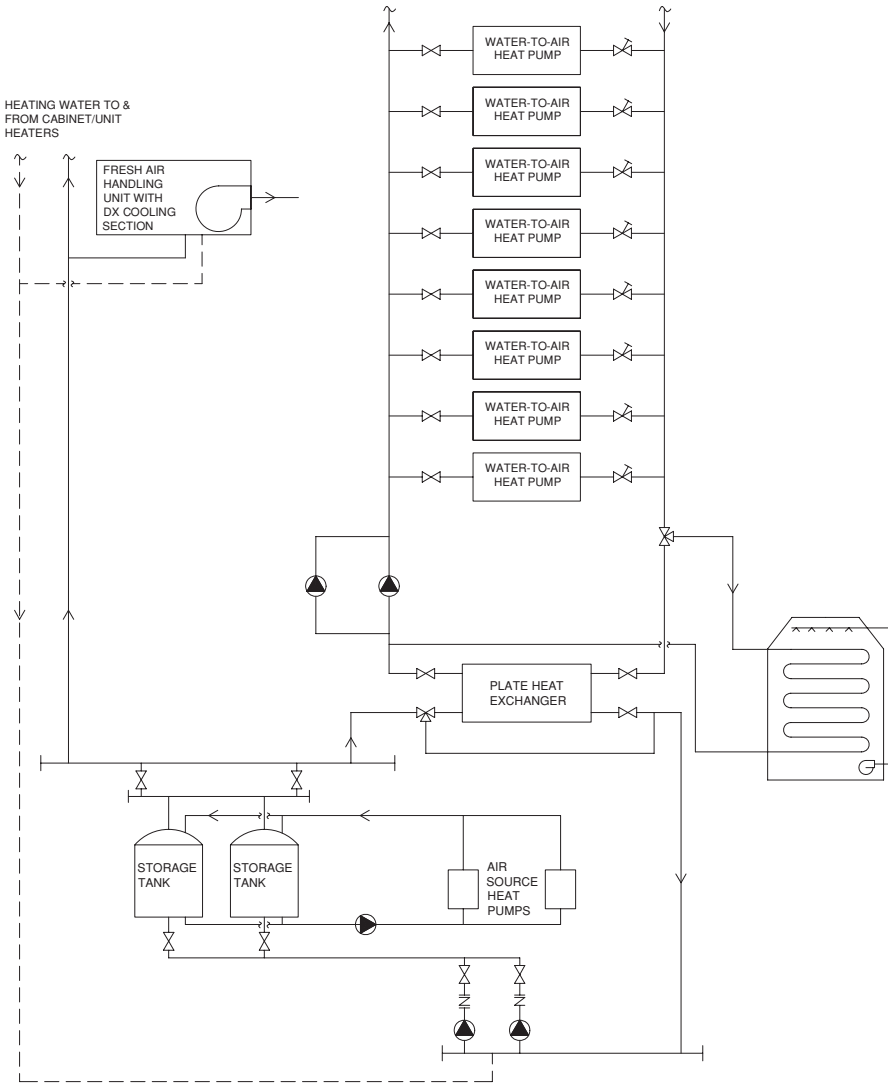 WATER-TO-AIR
HEAT PUMP
WATER-TO-AIR
HEAT PUMP
WATER-TO-AIR
HEAT PUMP
WATER-TO-AIR
HEAT PUMP
WATER-TO-AIR
HEAT PUMP
WATER-TO-AIR
HEAT PUMP
WATER-TO-AIR
HEAT PUMP
WATER-TO-AIR
HEAT PUMP
HEATING WATER TO &
FROM CABINET/UNIT
HEATERS
FRESH AIR
HANDLING
UNIT WITH
DX COOLING
SECTION
PLATE HEAT
EXCHANGER
STORAGE
TANK
STORAGE
TANK
AIR
SOURCE
HEAT
PUMPS